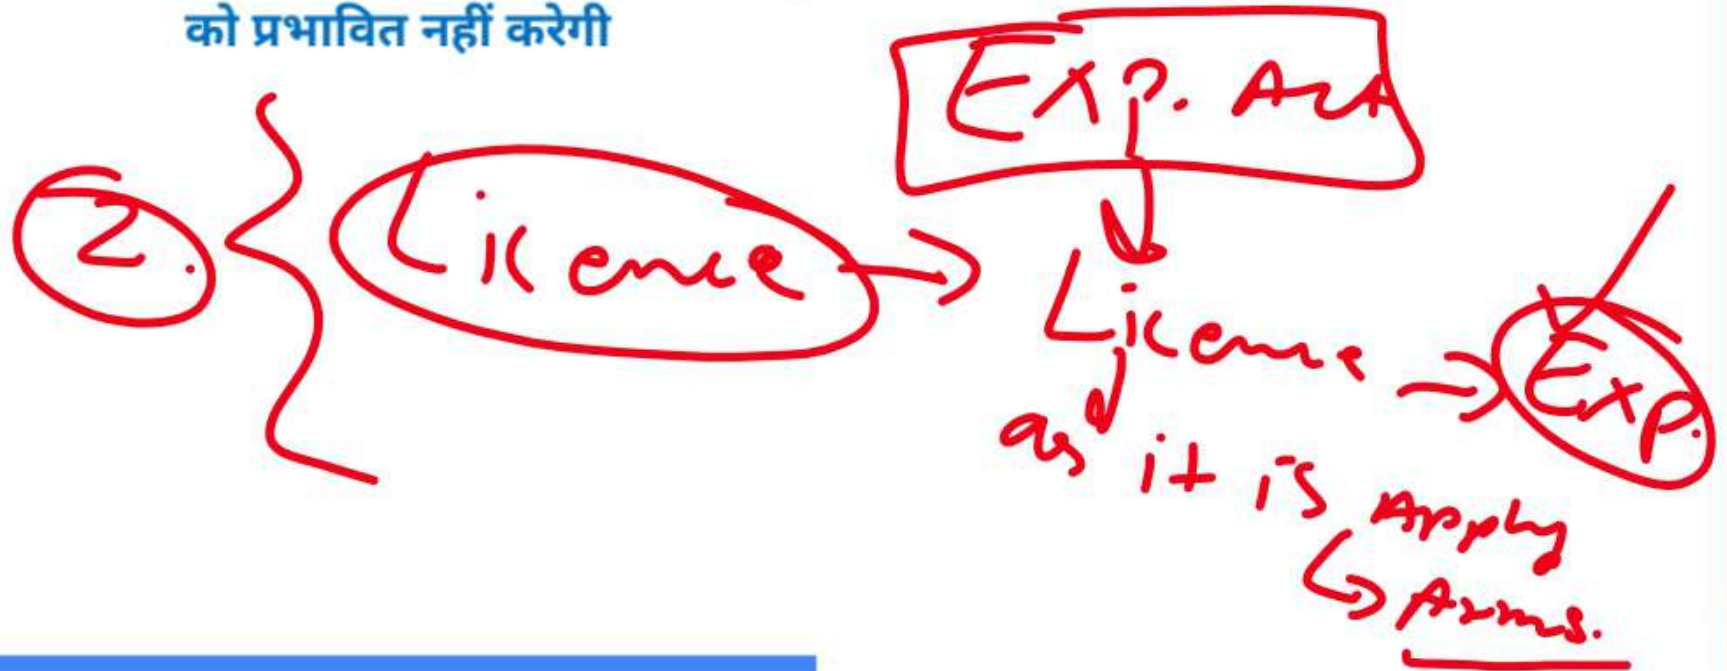 को प्रभावित नहीं करेगी
Exp. Act
2.
Licence
Licence
Exp.
as it is Apply
Arms.